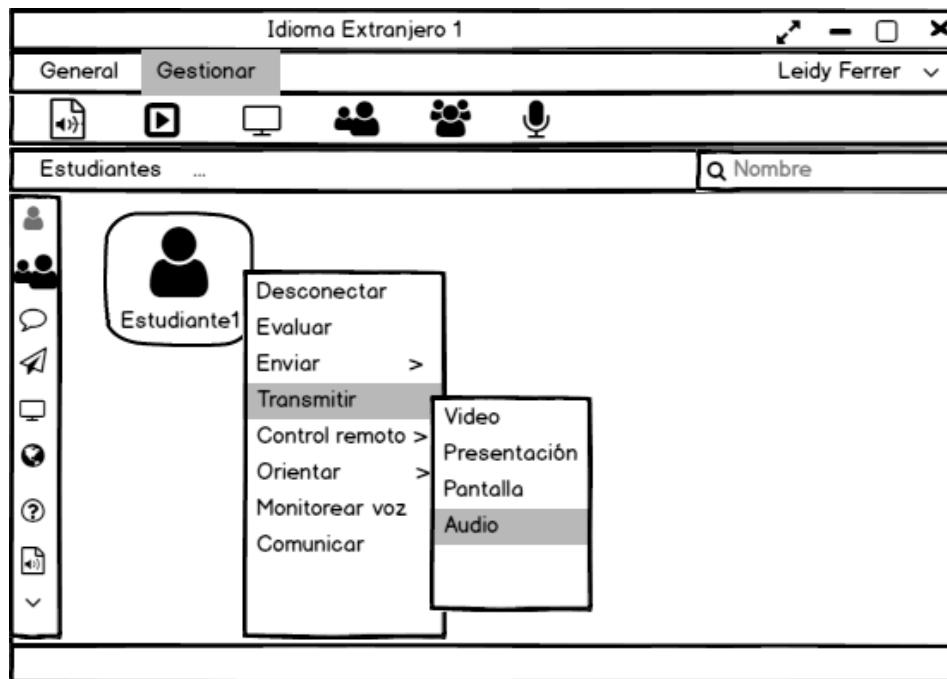 Idioma Extranjero 1
General Gestionar Leidy Ferrer
Estudiantes ... Nombre
Estudiante1
Desconectar
Evaluar
Enviar >
Transmitir
Control remoto >
Orientar >
Monitorear voz
Comunicar
Video
Presentación
Pantalla
Audio